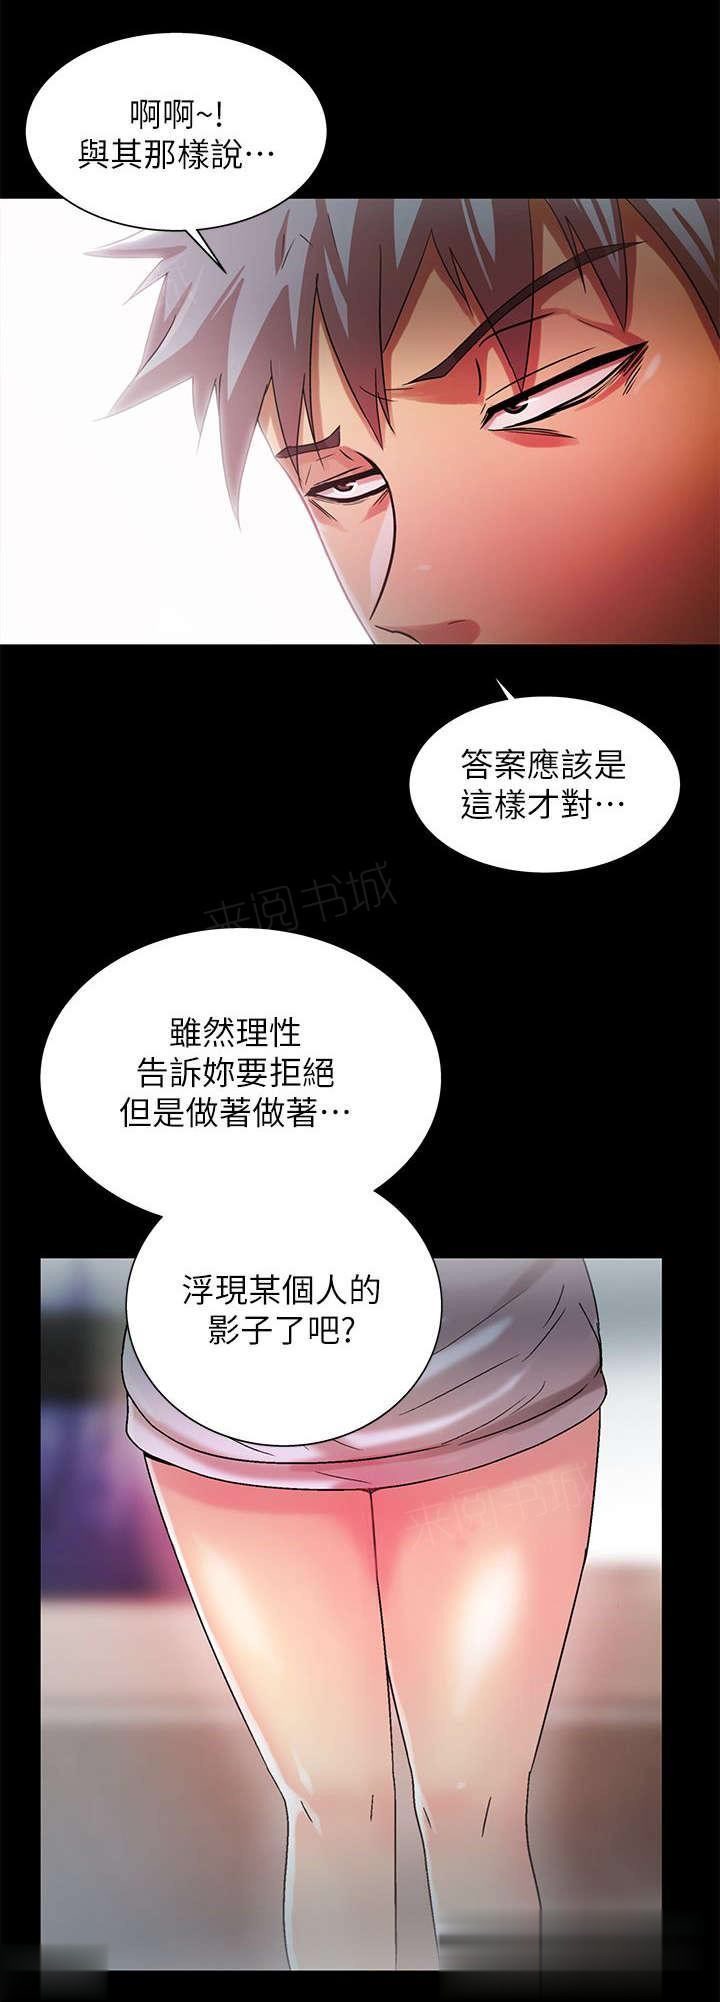 啊啊~!
與其那樣說⋯
答案應該是
這樣才對⋯
來阅书城
雖然理性
告訴妳要拒絕
但是做著做著⋯
浮現某個人的
影子了吧?
來阅书城